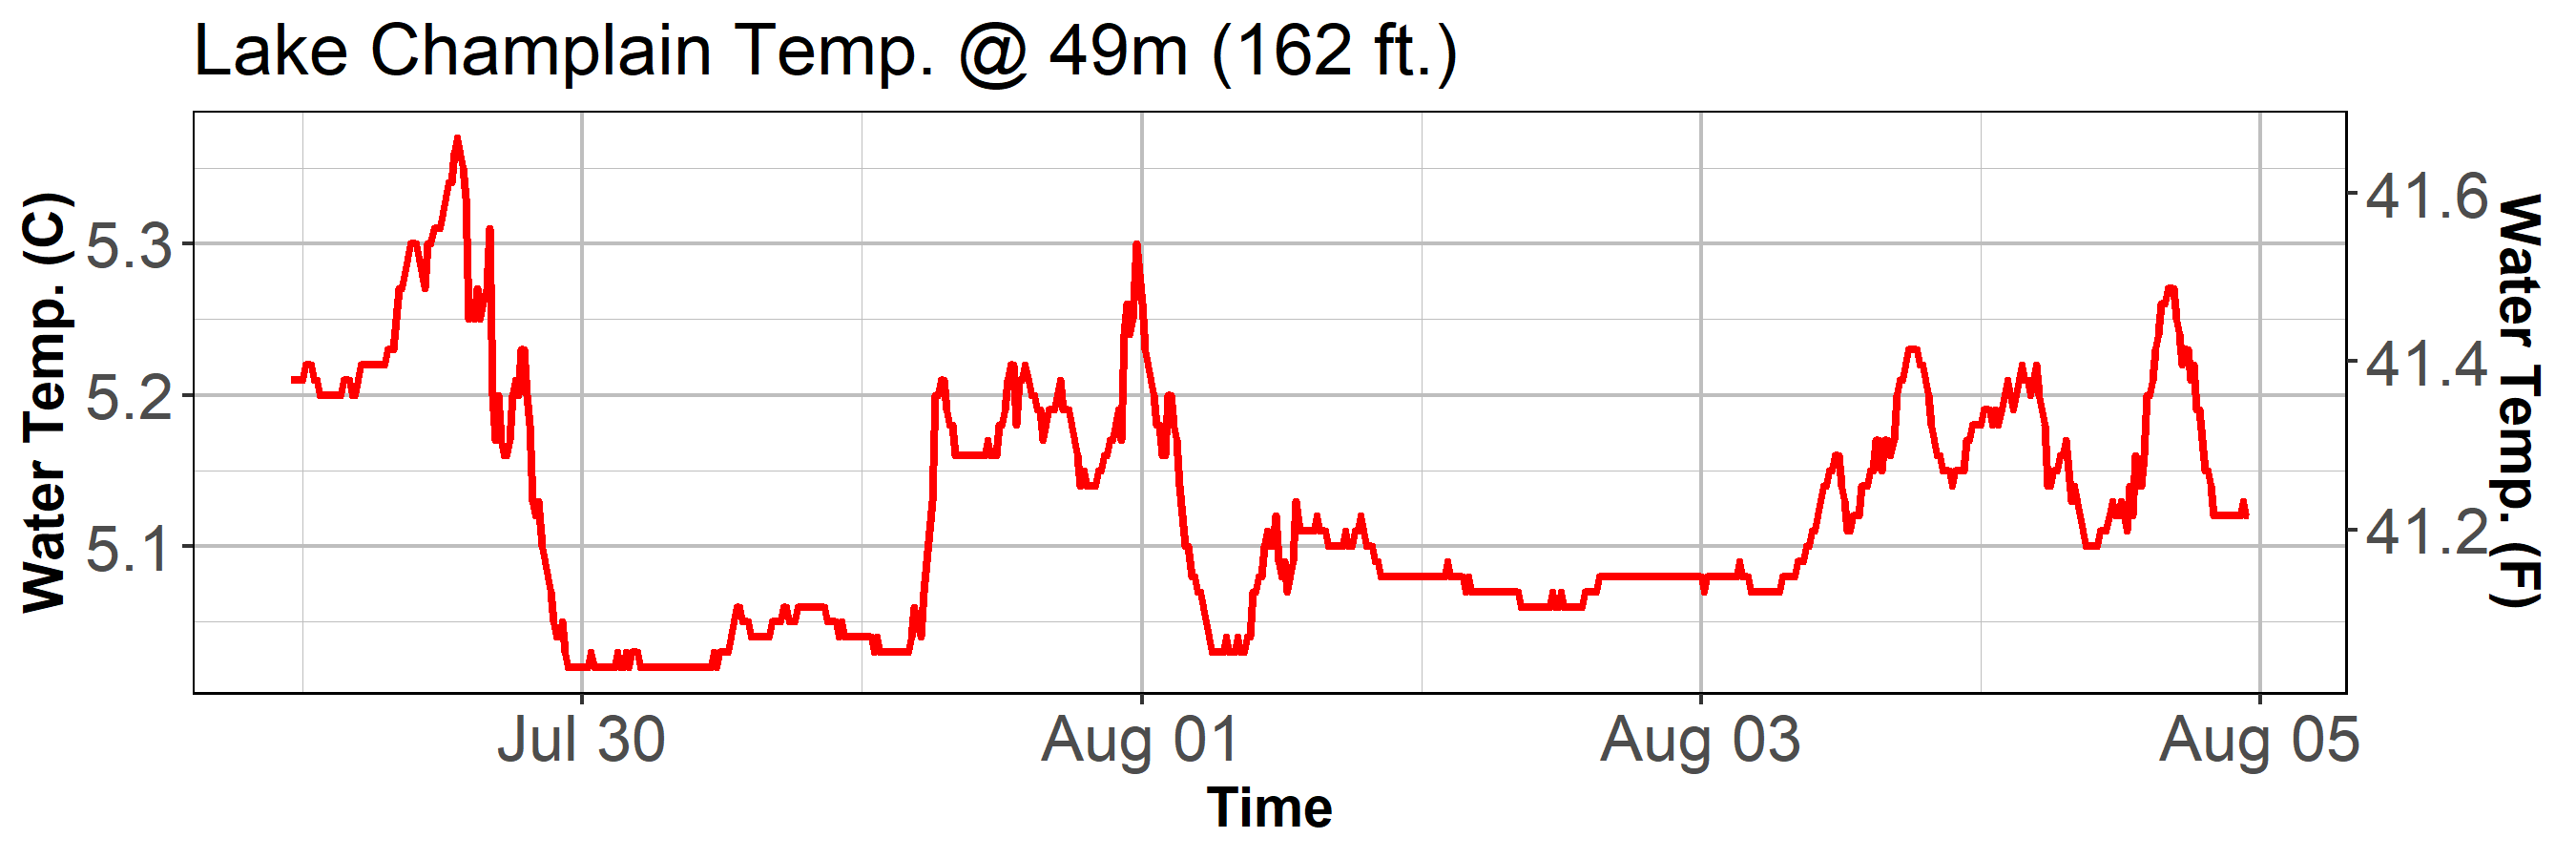 Lake Champlain Temp. @ 49m (162 ft.)
Water Temp. (C)
5.3
5.2
5.1
41.6
41.4
41.2
Water Temp. (F)
Jul 30
Aug 01
Aug 03
Aug 05
Time